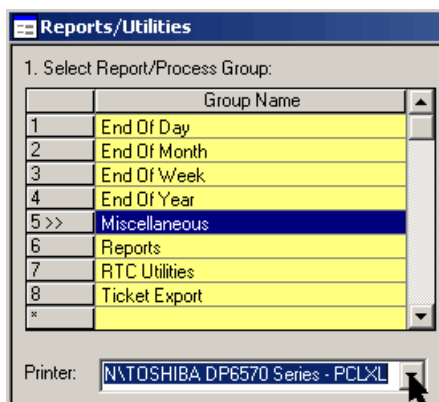 Reports/Utilities
1. Select Report/Process Group:
Group Name
1 End Of Day
2 End Of Month
3 End Of Week
4 End Of Year
5 >> Miscellaneous
6 Reports
7 RTC Utilities
8 Ticket Export
*
Printer: N\TOSHIBA DP6570 Series - PCLXL